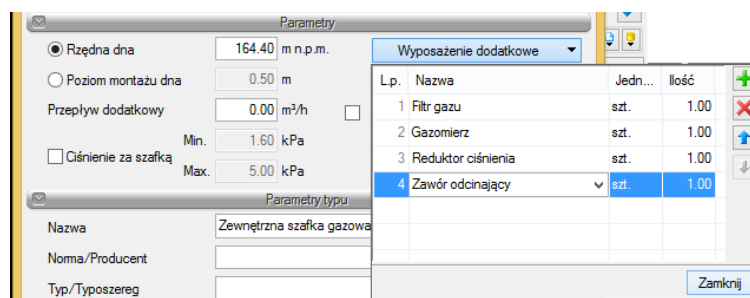 Parametry
Rzędna dna 164.40 m n.p.m. Wyposażenie dodatkowe
Poziom montażu dna 0.50 m
L.p. Nazwa Jedn... Ilość
Przepływ dodatkowy 0.00 m³/h
1 Filtr gazu szt. 1.00
Min. 1.60 kPa
2 Gazomierz szt. 1.00
Ciśnienie za szafką
3 Reduktor ciśnienia szt. 1.00
Max. 5.00 kPa
4 Zawór odcinający szt. 1.00
Parametry typu
Nazwa Zewnętrzna szafka gazowa
Norma/Producent
Typ/Typoszereg
Zamknij